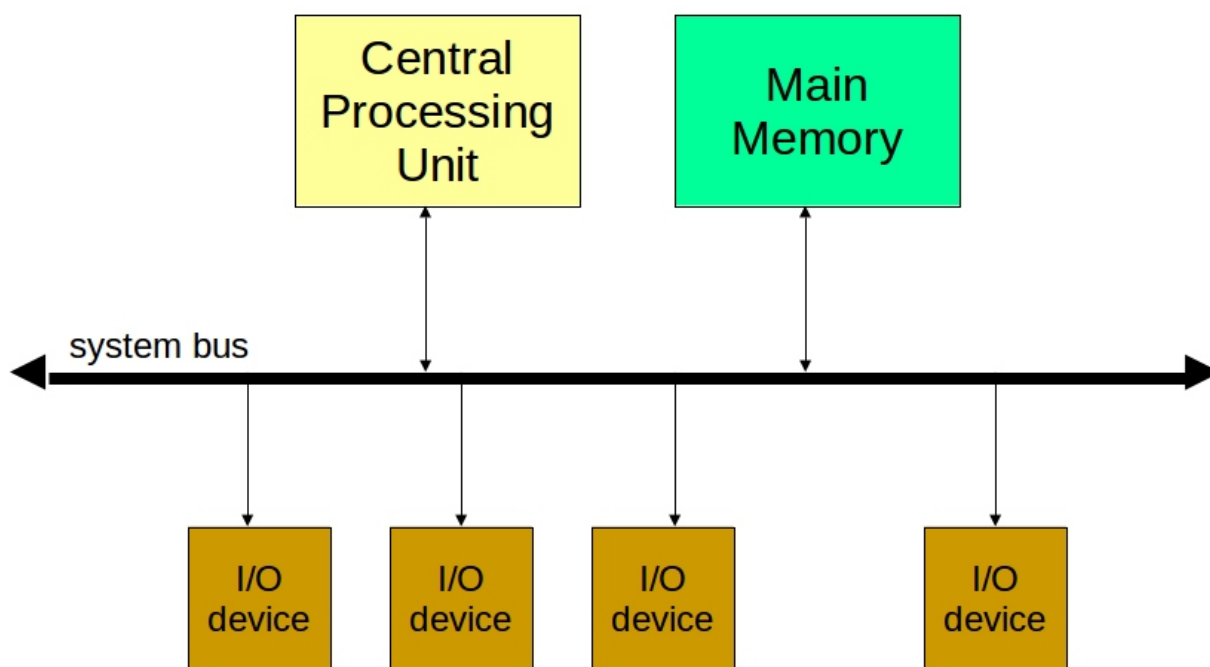 Central
Processing
Unit
Main
Memory
system bus
I/O
device
I/O
device
I/O
device
I/O
device